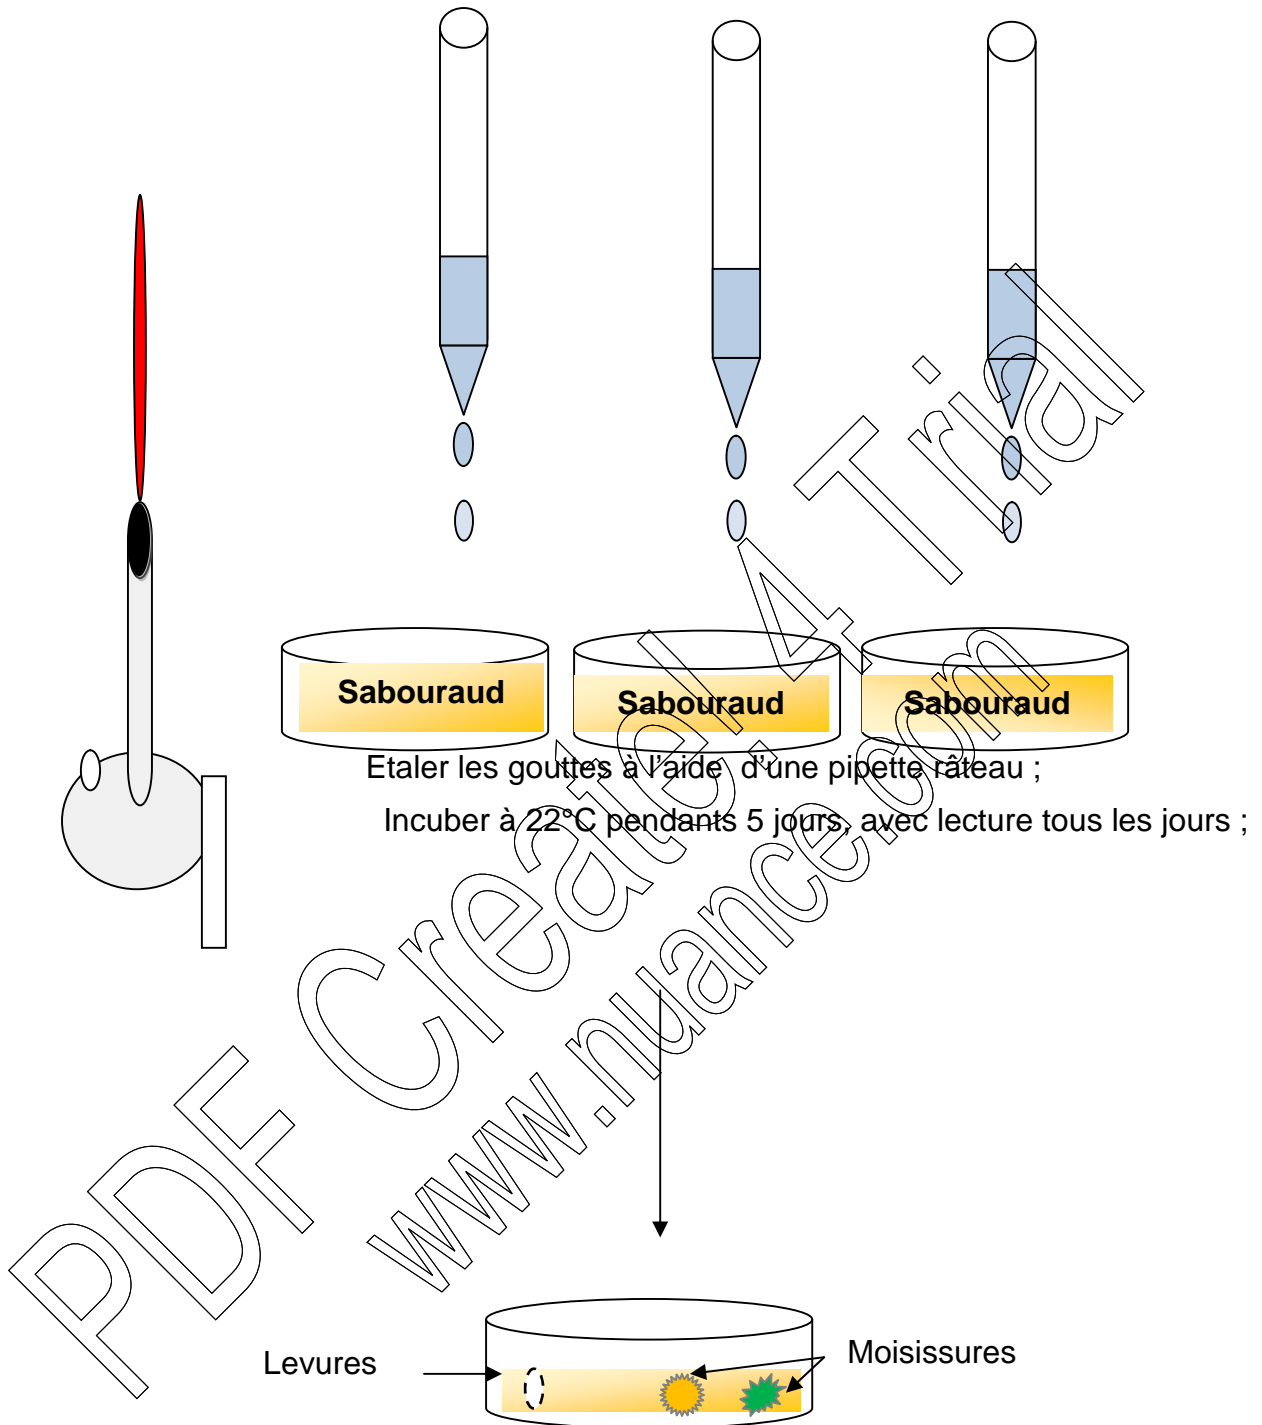 Sabouraud
Sabouraud
Sabouraud
Etaler les gouttes à l’aide d’une pipette râteau ;
Incuber à 22°C pendants 5 jours, avec lecture tous les jours ;
Levures
Moisissures
PDF Create! 4 Trial
www.nuance.com